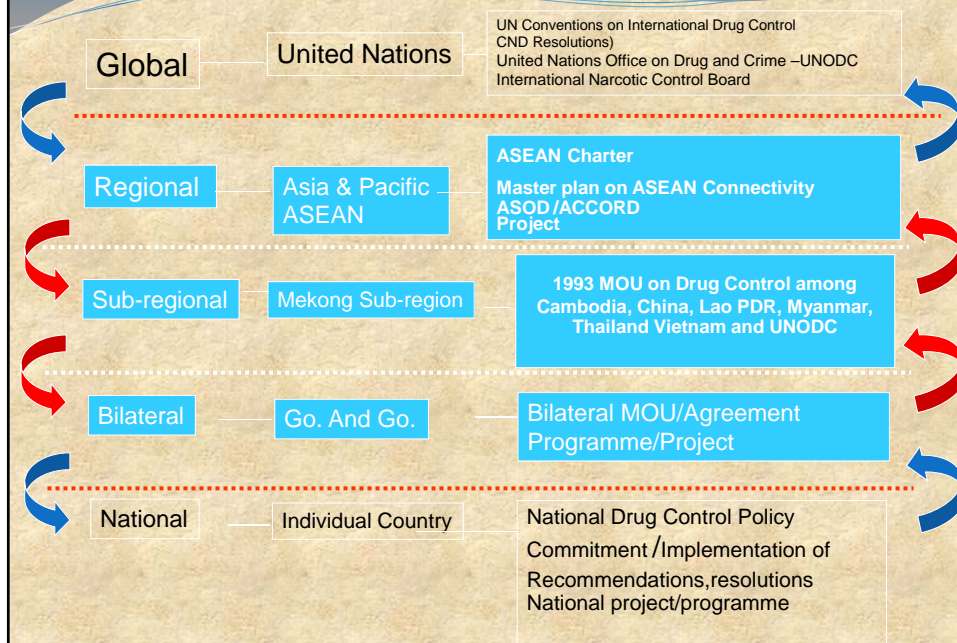 Global
United Nations
UN Conventions on International Drug Control
CND Resolutions)
United Nations Office on Drug and Crime –UNODC
International Narcotic Control Board
Regional
Asia & Pacific
ASEAN
ASEAN Charter
Master plan on ASEAN Connectivity
ASOD/ACCORD
Project
Sub-regional
Mekong Sub-region
1993 MOU on Drug Control among
Cambodia, China, Lao PDR, Myanmar,
Thailand Vietnam and UNODC
Bilateral
Go. And Go.
Bilateral MOU/Agreement
Programme/Project
National
Individual Country
National Drug Control Policy
Commitment /Implementation of
Recommendations,resolutions
National project/programme